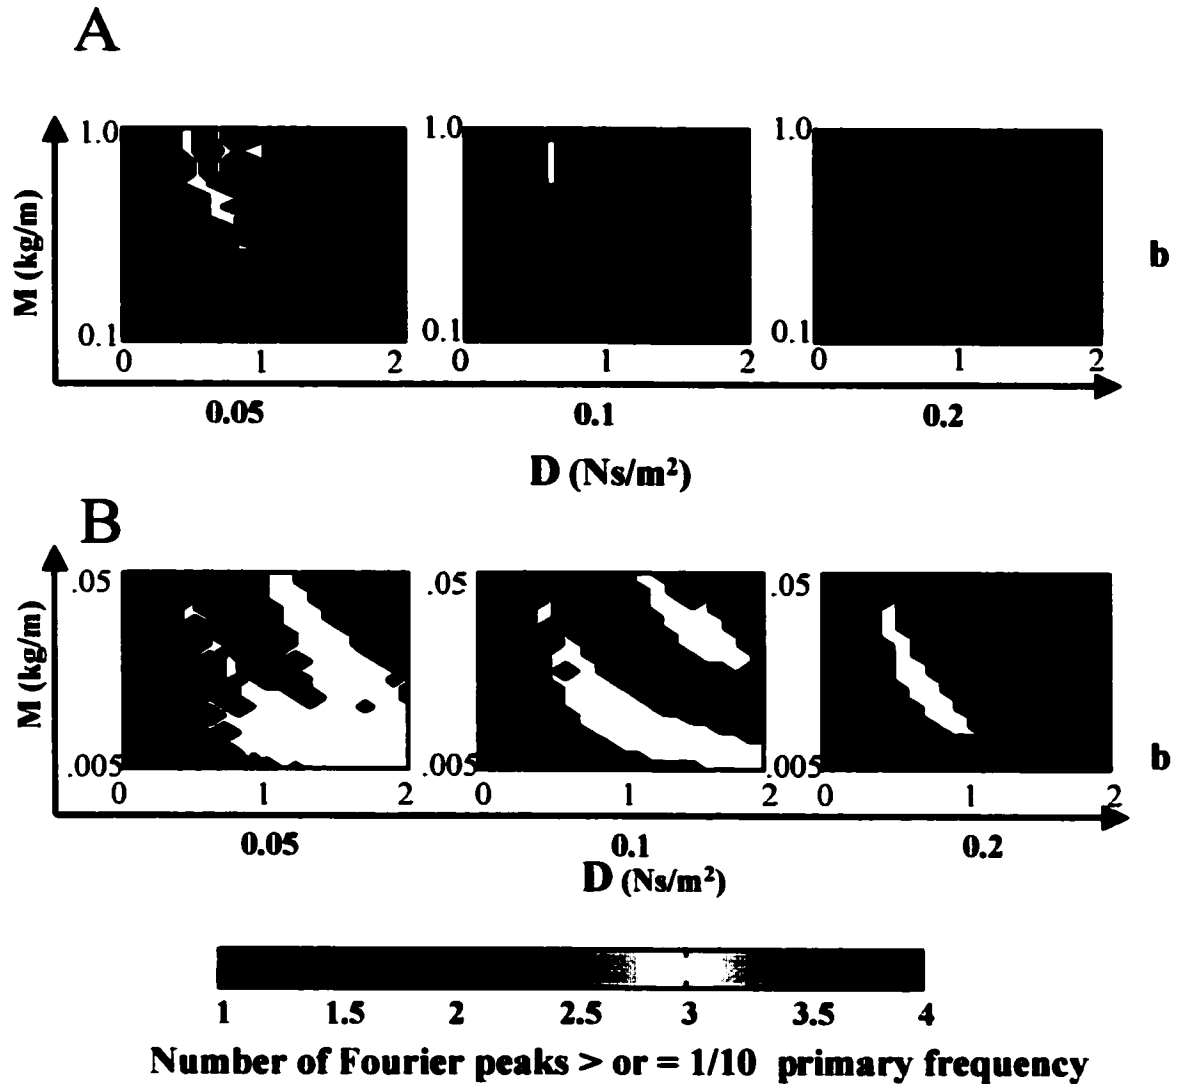 A
M (kg/m)
1.0 1.0 1.0
0.1 0.1 0.1
0 1 2 0 1 2 0 1 2
b
0.05 0.1 0.2
D (Ns/m²)
B
M (kg/m)
.05 .05 .05
.005 .005 .005
0 1 2 0 1 2 0 1 2
b
0.05 0.1 0.2
D (Ns/m²)
1 1.5 2 2.5 3 3.5 4
Number of Fourier peaks > or = 1/10 primary frequency